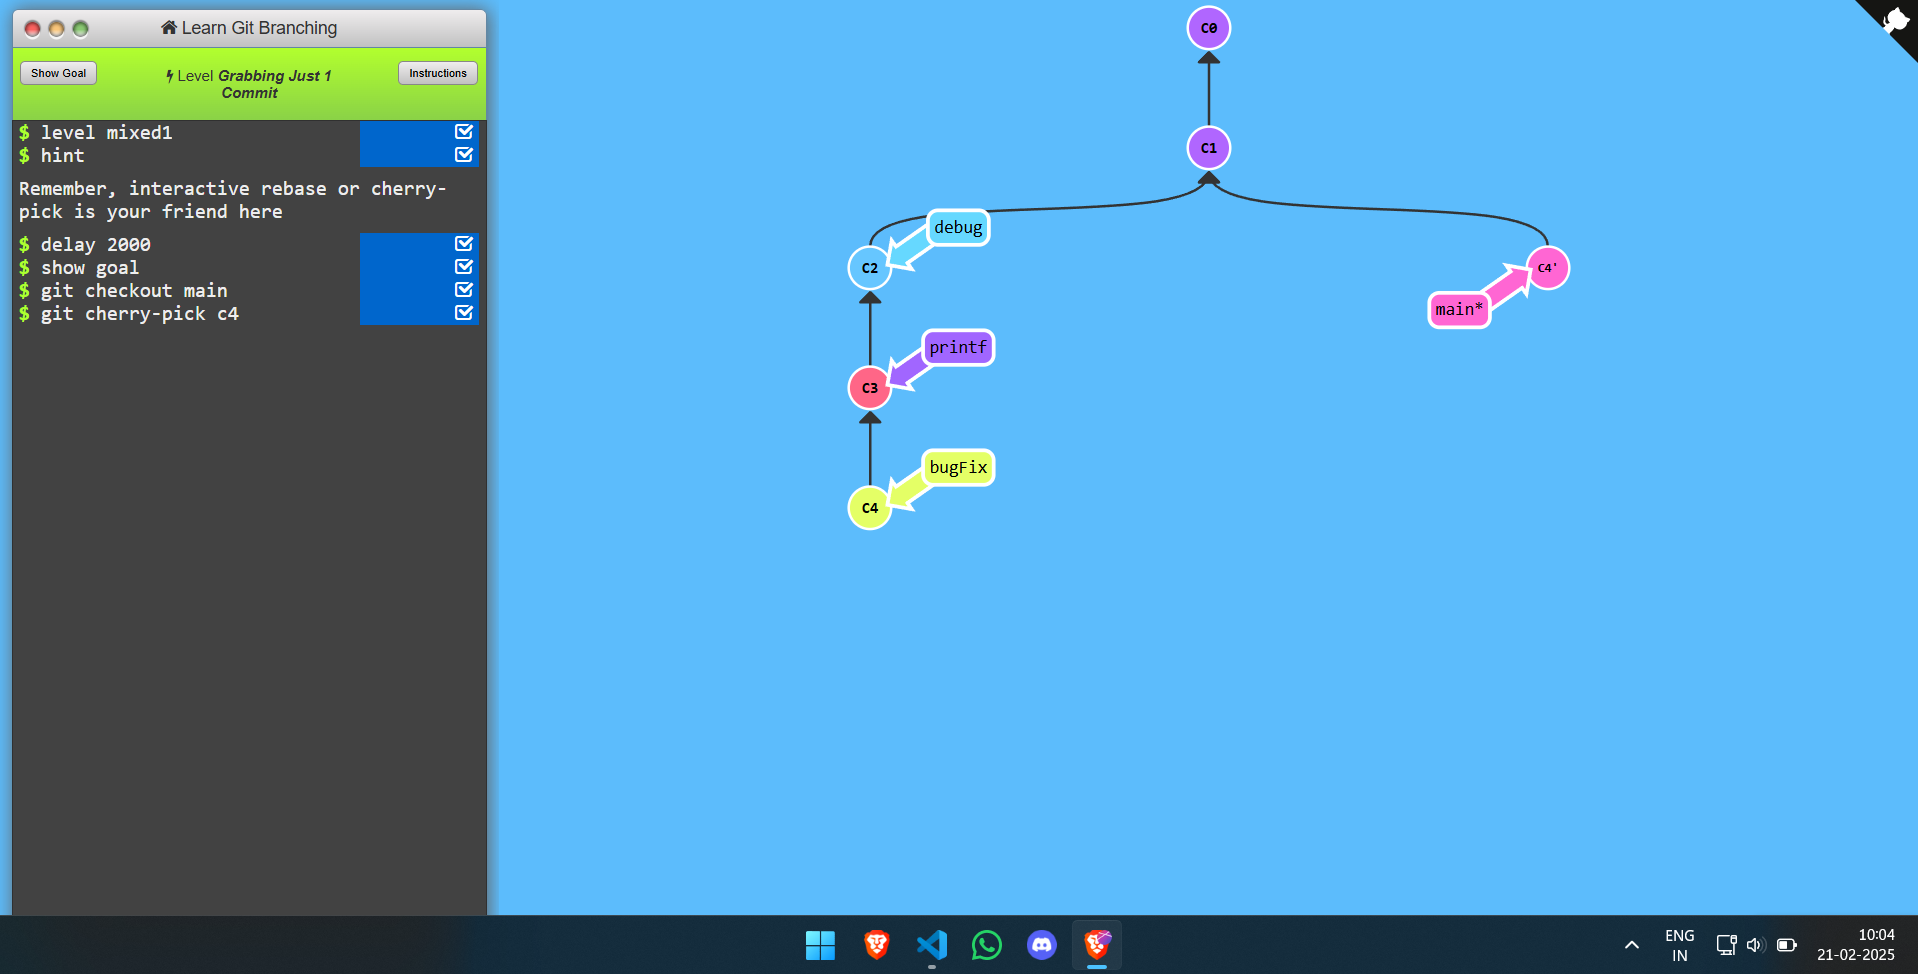 Learn Git Branching
Show Goal
Level Grabbing Just 1
Commit
Instructions
$ level mixed1
$ hint
Remember, interactive rebase or cherry-
pick is your friend here
$ delay 2000
$ show goal
$ git checkout main
$ git cherry-pick c4
C0
C1
debug
C2
C4'
main*
printf
C3
bugFix
C4
ENG
IN
10:04
21-02-2025